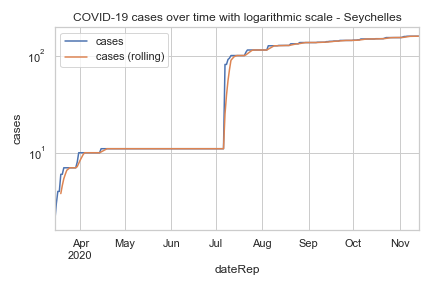 COVID-19 cases over time with logarithmic scale - Seychelles
cases
cases (rolling)
10²
10¹
cases
Apr May Jun Jul Aug Sep Oct Nov
2020
dateRep